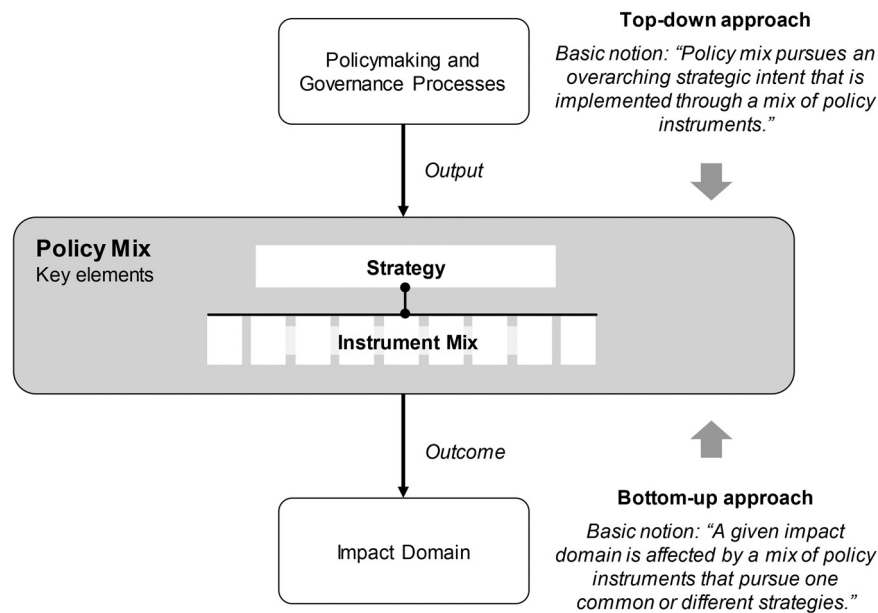 Policymaking and
Governance Processes
Top-down approach
Basic notion: “Policy mix pursues an
overarching strategic intent that is
implemented through a mix of policy
instruments.”
Output
Policy Mix
Key elements
Strategy
Instrument Mix
Outcome
Impact Domain
Bottom-up approach
Basic notion: “A given impact
domain is affected by a mix of policy
instruments that pursue one
common or different strategies.”